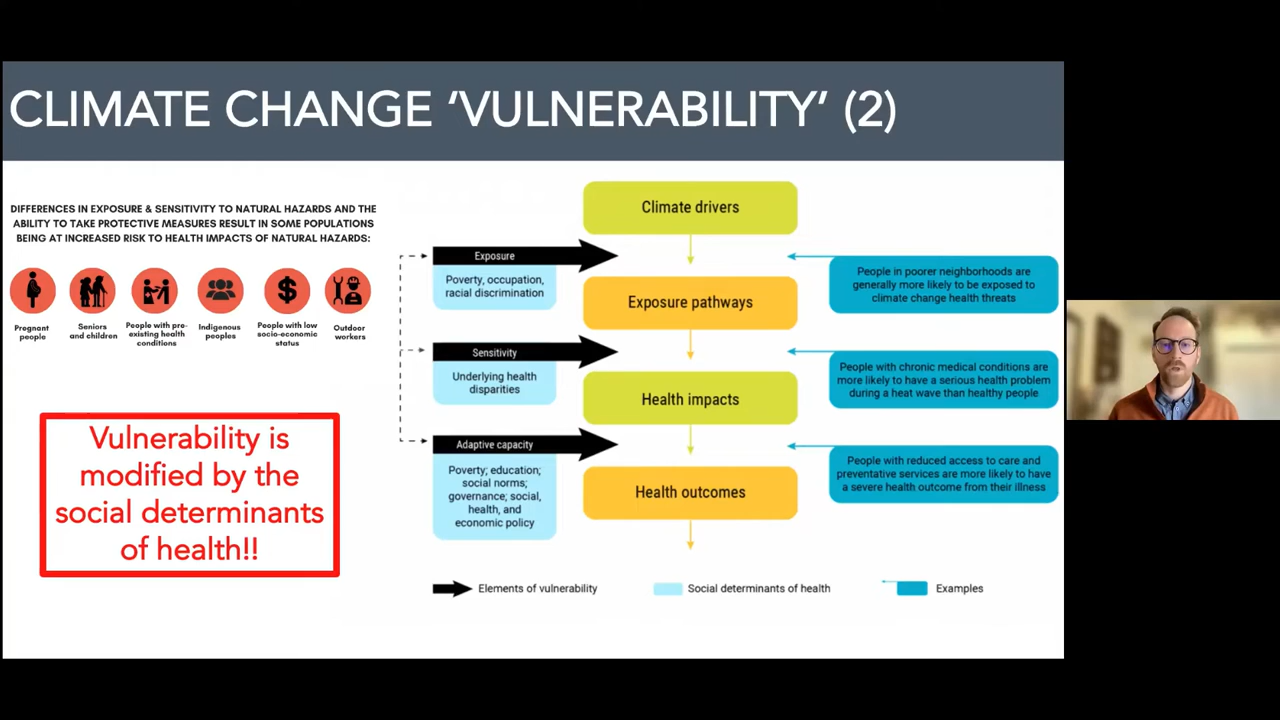 CLIMATE CHANGE ‘VULNERABILITY’ (2)
DIFFERENCES IN EXPOSURE & SENSITIVITY TO NATURAL HAZARDS AND THE
ABILITY TO TAKE PROTECTIVE MEASURES RESULT IN SOME POPULATIONS
BEING AT INCREASED RISK TO HEALTH IMPACTS OF NATURAL HAZARDS:
$
Pregnant
people
Seniors
and children
People with pre-
existing health
conditions
Indigenous
peoples
People with low
socio-economic
status
Outdoor
workers
Vulnerability is
modified by the
social determinants
of health!!
Climate drivers
Exposure
Poverty, occupation,
racial discrimination
People in poorer neighborhoods are
generally more likely to be exposed to
climate change health threats
Exposure pathways
Sensitivity
Underlying health
disparities
People with chronic medical conditions are
more likely to have a serious health problem
during a heat wave than healthy people
Health impacts
Adaptive capacity
Poverty; education;
social norms;
governance; social,
health, and
economic policy
People with reduced access to care and
preventative services are more likely to have
a severe health outcome from their illness
Health outcomes
Elements of vulnerability
Social determinants of health
Examples